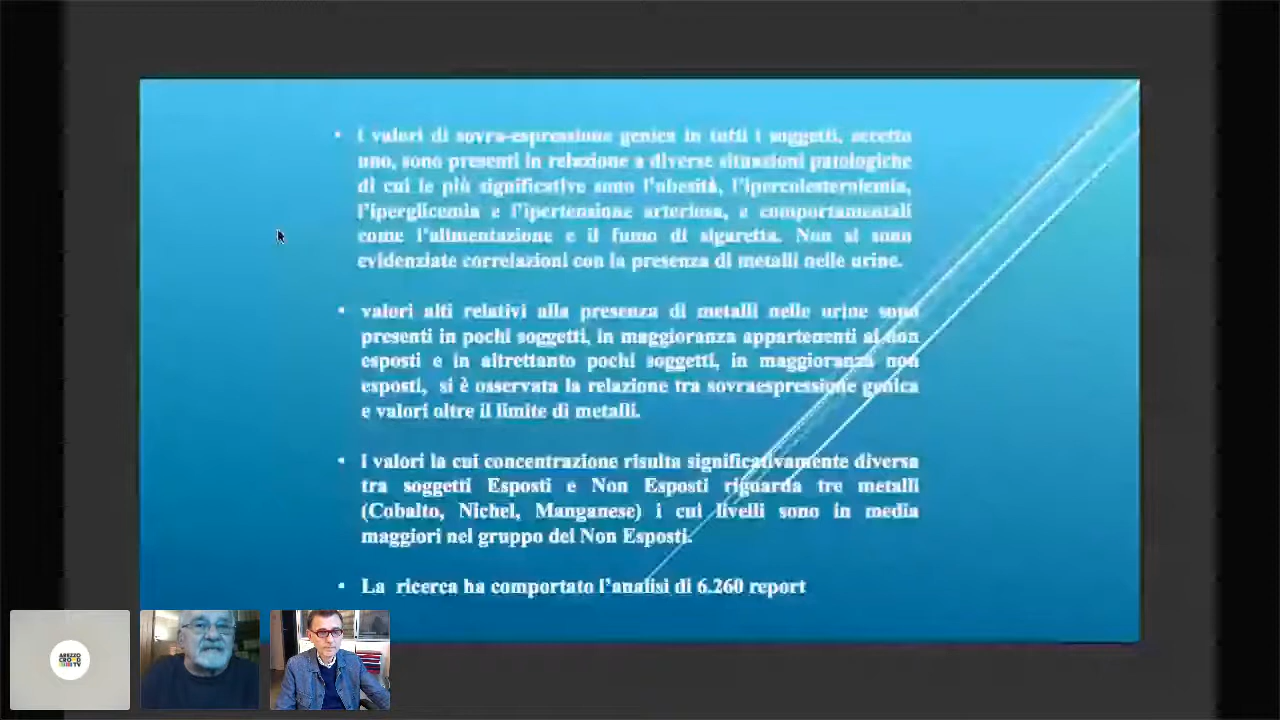 • I valori di sovra-espressione genica in tutti i soggetti, eccetto
uno, sono presenti in relazione a diverse situazioni patologiche
di cui le più significative sono l'obesità, l'ipercolesterolemia,
l'iperglicemia e l'ipertensione arteriosa, e comportamentali
come l'alimentazione e il fumo di sigaretta. Non si sono
evidenziate correlazioni con la presenza di metalli nelle urine.
• valori alti relativi alla presenza di metalli nelle urine sono
presenti in pochi soggetti, in maggioranza appartenenti ai non
esposti e in altrettanto pochi soggetti, in maggioranza non
esposti, si è osservata la relazione tra sovraespressione genica
e valori oltre il limite di metalli.
• I valori la cui concentrazione risulta significativamente diversa
tra soggetti Esposti e Non Esposti riguarda tre metalli
(Cobalto, Nichel, Manganese) i cui livelli sono in media
maggiori nel gruppo dei Non Esposti.
• La ricerca ha comportato l'analisi di 6.260 report
AREZZO
CROWD
TV